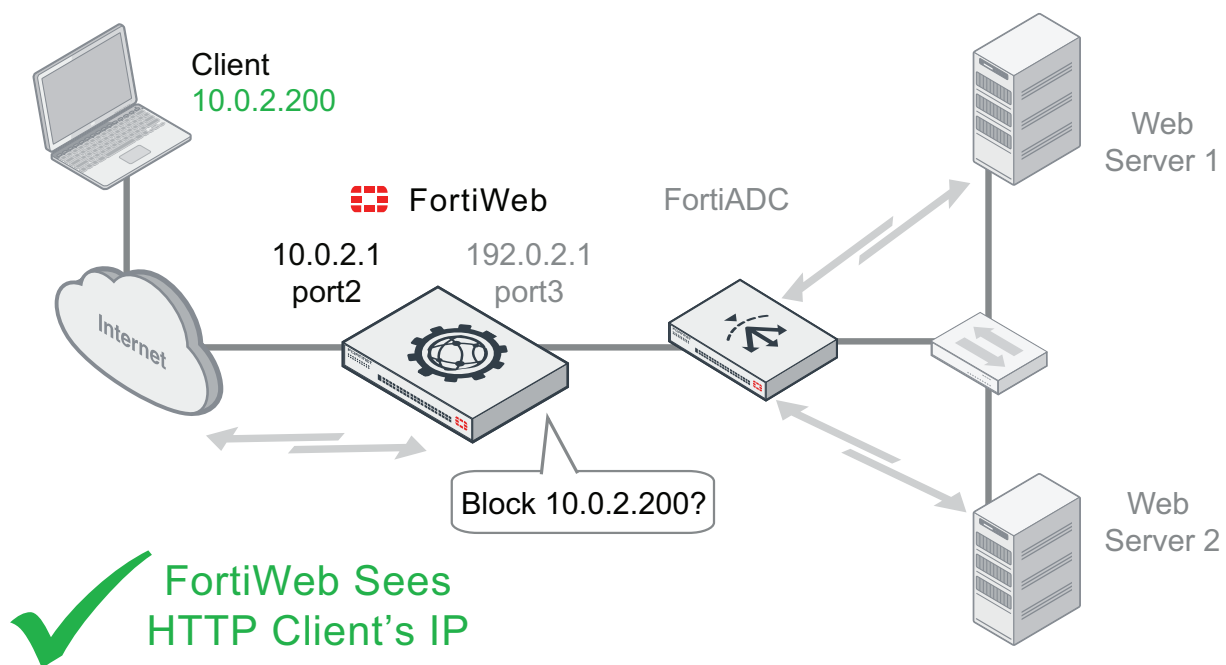 Client
10.0.2.200
FortiWeb
FortiADC
10.0.2.1
port2
192.0.2.1
port3
Web
Server 1
Internet
Block 10.0.2.200?
Web
Server 2
FortiWeb Sees
HTTP Client's IP